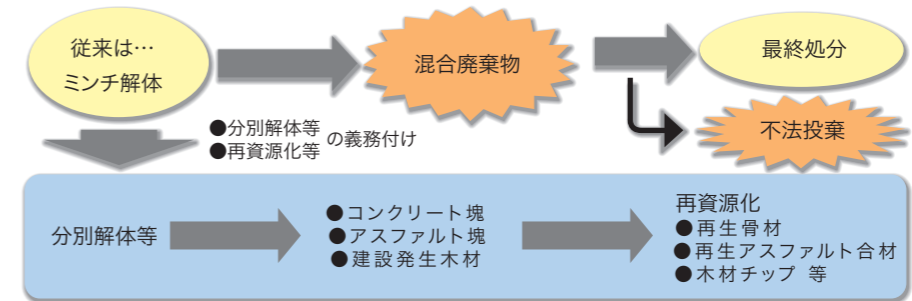 従来は…
ミンチ解体
混合廃棄物
最終処分
不法投棄
●分別解体等
●再資源化等
の義務付け
分別解体等
●コンクリート塊
●アスファルト塊
●建設発生木材
再資源化
●再生骨材
●再生アスファルト合材
●木材チップ 等